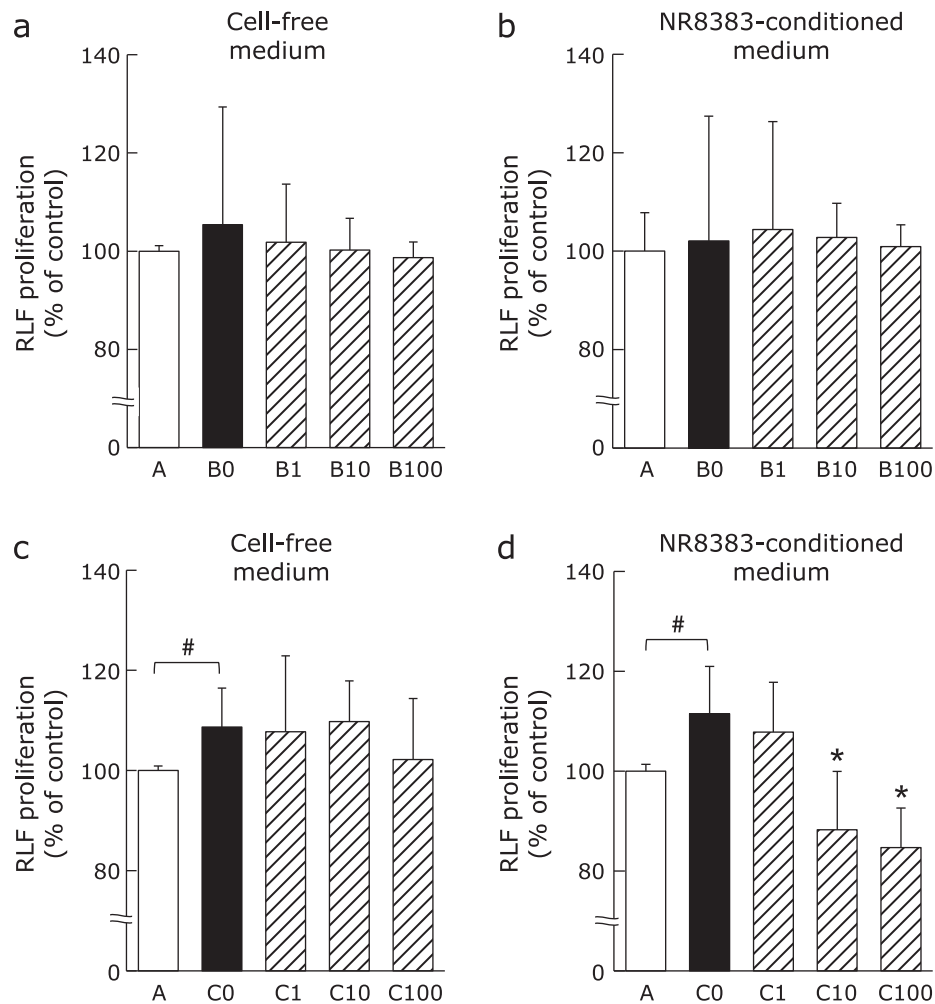 a
Cell-free
medium
RLF proliferation
(% of control)
140
120
100
80
0
A B0 B1 B10 B100
b
NR8383-conditioned
medium
RLF proliferation
(% of control)
140
120
100
80
0
A B0 B1 B10 B100
c
Cell-free
medium
RLF proliferation
(% of control)
140
120
100
80
0
#
A C0 C1 C10 C100
d
NR8383-conditioned
medium
RLF proliferation
(% of control)
140
120
100
80
0
#
*
*
A C0 C1 C10 C100